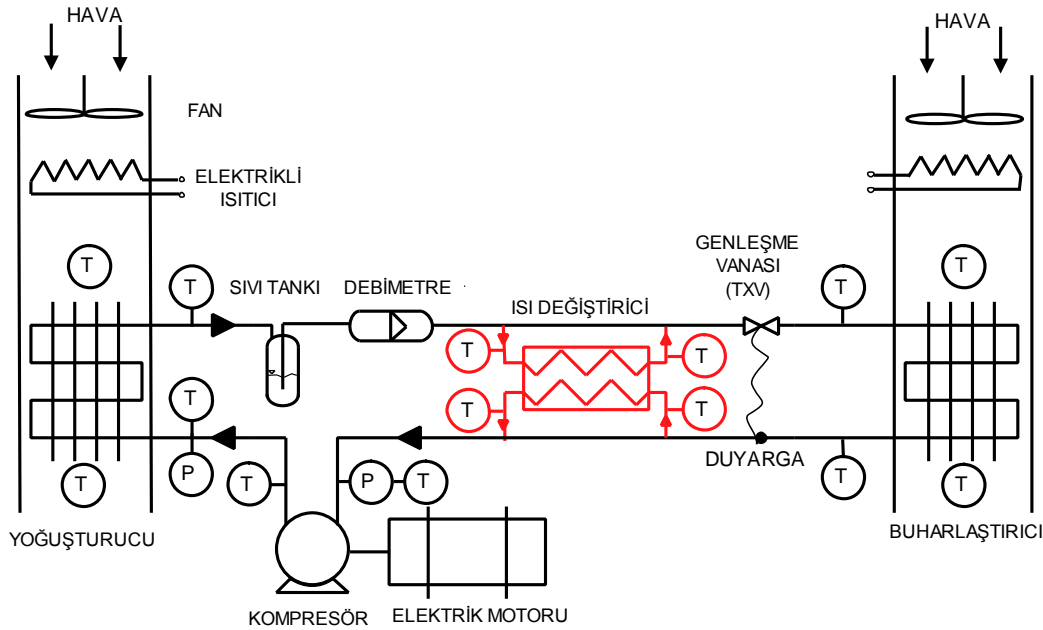 HAVA
HAVA
FAN
ELEKTRİKLİ
ISITICI
T
T
GENLEŞME
VANASI
(TXV)
T
T
SIVI TANKI
DEBİMETRE
ISI DEĞİŞTİRİCİ
T
T
T
T
T
P
T
T
P
T
DUYARGA
T
T
YOĞUŞTURUCU
BUHARLAŞTIRICI
KOMPRESÖR
ELEKTRİK MOTORU